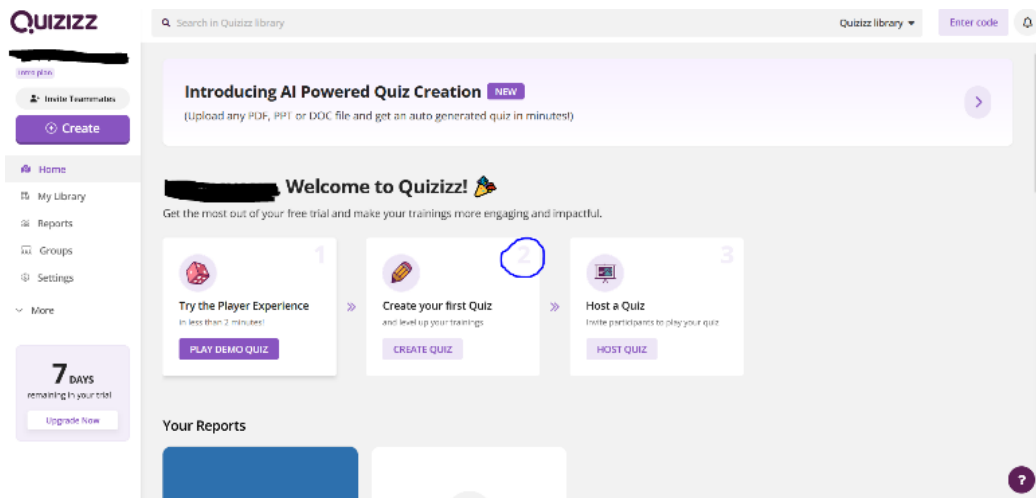 QUIZIZZ
Search in Quizizz library
Quizizz library
Enter code
Intro plan
Invite Teammates
Create
Home
My Library
Reports
Groups
Settings
More
7 DAYS
remaining in your trial
Upgrade Now
Introducing AI Powered Quiz Creation NEW
(Upload any PDF, PPT or DOC file and get an auto generated quiz in minutes!)
Welcome to Quizizz!
Get the most out of your free trial and make your trainings more engaging and impactful.
1
Try the Player Experience
in less than 2 minutes!
PLAY DEMO QUIZ
2
Create your first Quiz
and level up your trainings
CREATE QUIZ
3
Host a Quiz
Invite participants to play your quiz
HOST QUIZ
Your Reports
?